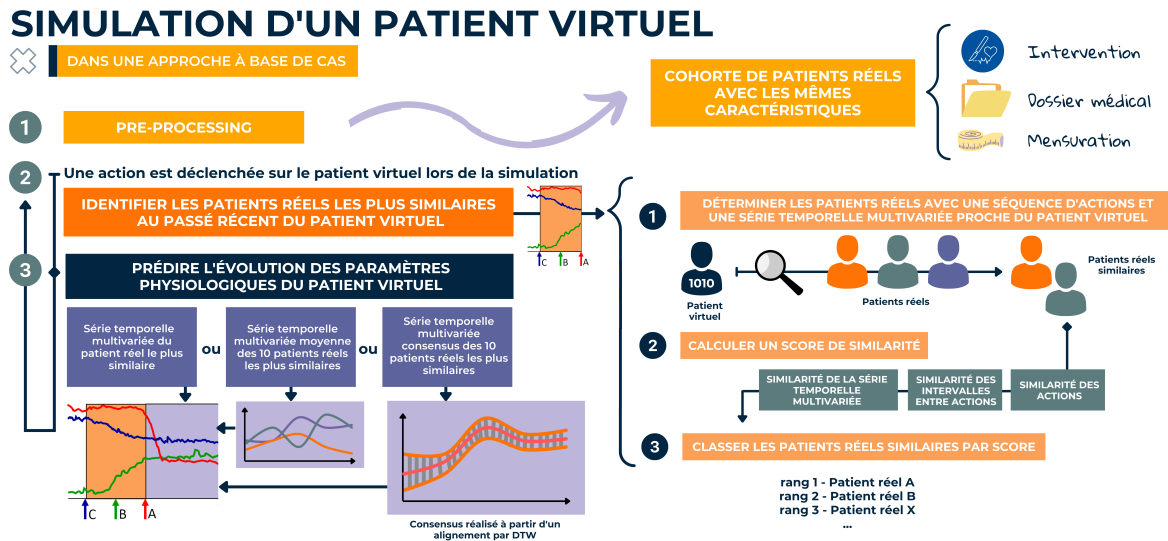 SIMULATION D'UN PATIENT VIRTUEL
DANS UNE APPROCHE À BASE DE CAS
1
PRE-PROCESSING
COHORTE DE PATIENTS RÉELS
AVEC LES MÊMES
CARACTÉRISTIQUES
Intervention
Dossier médical
Mensuration
2
Une action est déclenchée sur le patient virtuel lors de la simulation
IDENTIFIER LES PATIENTS RÉELS LES PLUS SIMILAIRES
AU PASSÉ RÉCENT DU PATIENT VIRTUEL
C
B
A
3
PRÉDIRE L'ÉVOLUTION DES PARAMÈTRES
PHYSIOLOGIQUES DU PATIENT VIRTUEL
Série temporelle
multivariée du
patient réel le plus
similaire
ou
Série temporelle
multivariée moyenne
des 10 patients réels
les plus similaires
ou
Série temporelle
multivariée
consensus des 10
patients réels les plus
similaires
C
B
A
Consensus réalisé à partir d'un
alignement par DTW
1
DÉTERMINER LES PATIENTS RÉELS AVEC UNE SÉQUENCE D'ACTIONS ET
UNE SÉRIE TEMPORELLE MULTIVARIÉE PROCHE DU PATIENT VIRTUEL
1010
Patient
virtuel
Patients réels
Patients réels
similaires
2
CALCULER UN SCORE DE SIMILARITÉ
SIMILARITÉ DE LA SÉRIE
TEMPORELLE
MULTIVARIÉE
SIMILARITÉ DES
INTERVALLES
ENTRE ACTIONS
SIMILARITÉ DES
ACTIONS
3
CLASSER LES PATIENTS RÉELS SIMILAIRES PAR SCORE
rang 1 - Patient réel A
rang 2 - Patient réel B
rang 3 - Patient réel X
...